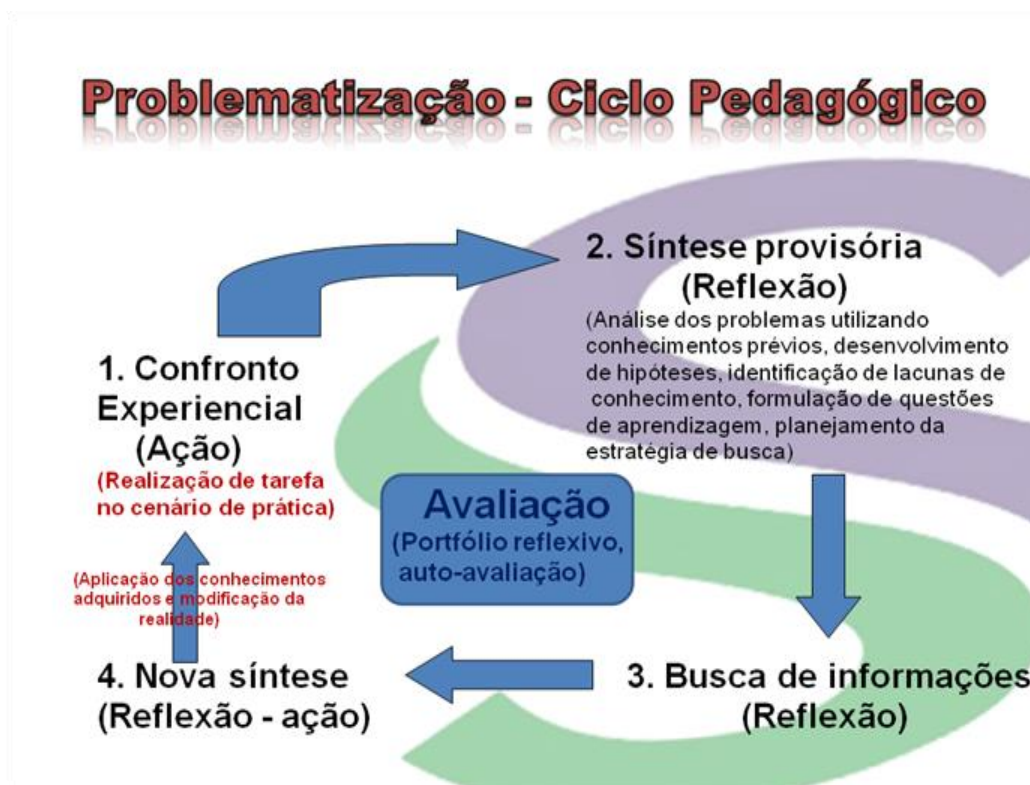 Problematização - Ciclo Pedagógico
2. Síntese provisória
(Reflexão)
(Análise dos problemas utilizando
conhecimentos prévios, desenvolvimento
de hipóteses, identificação de lacunas de
conhecimento, formulação de questões
de aprendizagem, planejamento da
estratégia de busca)
1. Confronto
Experiencial
(Ação)
(Realização de tarefa
no cenário de prática)
Avaliação
(Portfólio reflexivo,
auto-avaliação)
(Aplicação dos conhecimentos
adquiridos e modificação da
realidade)
4. Nova síntese
(Reflexão - ação)
3. Busca de informações
(Reflexão)